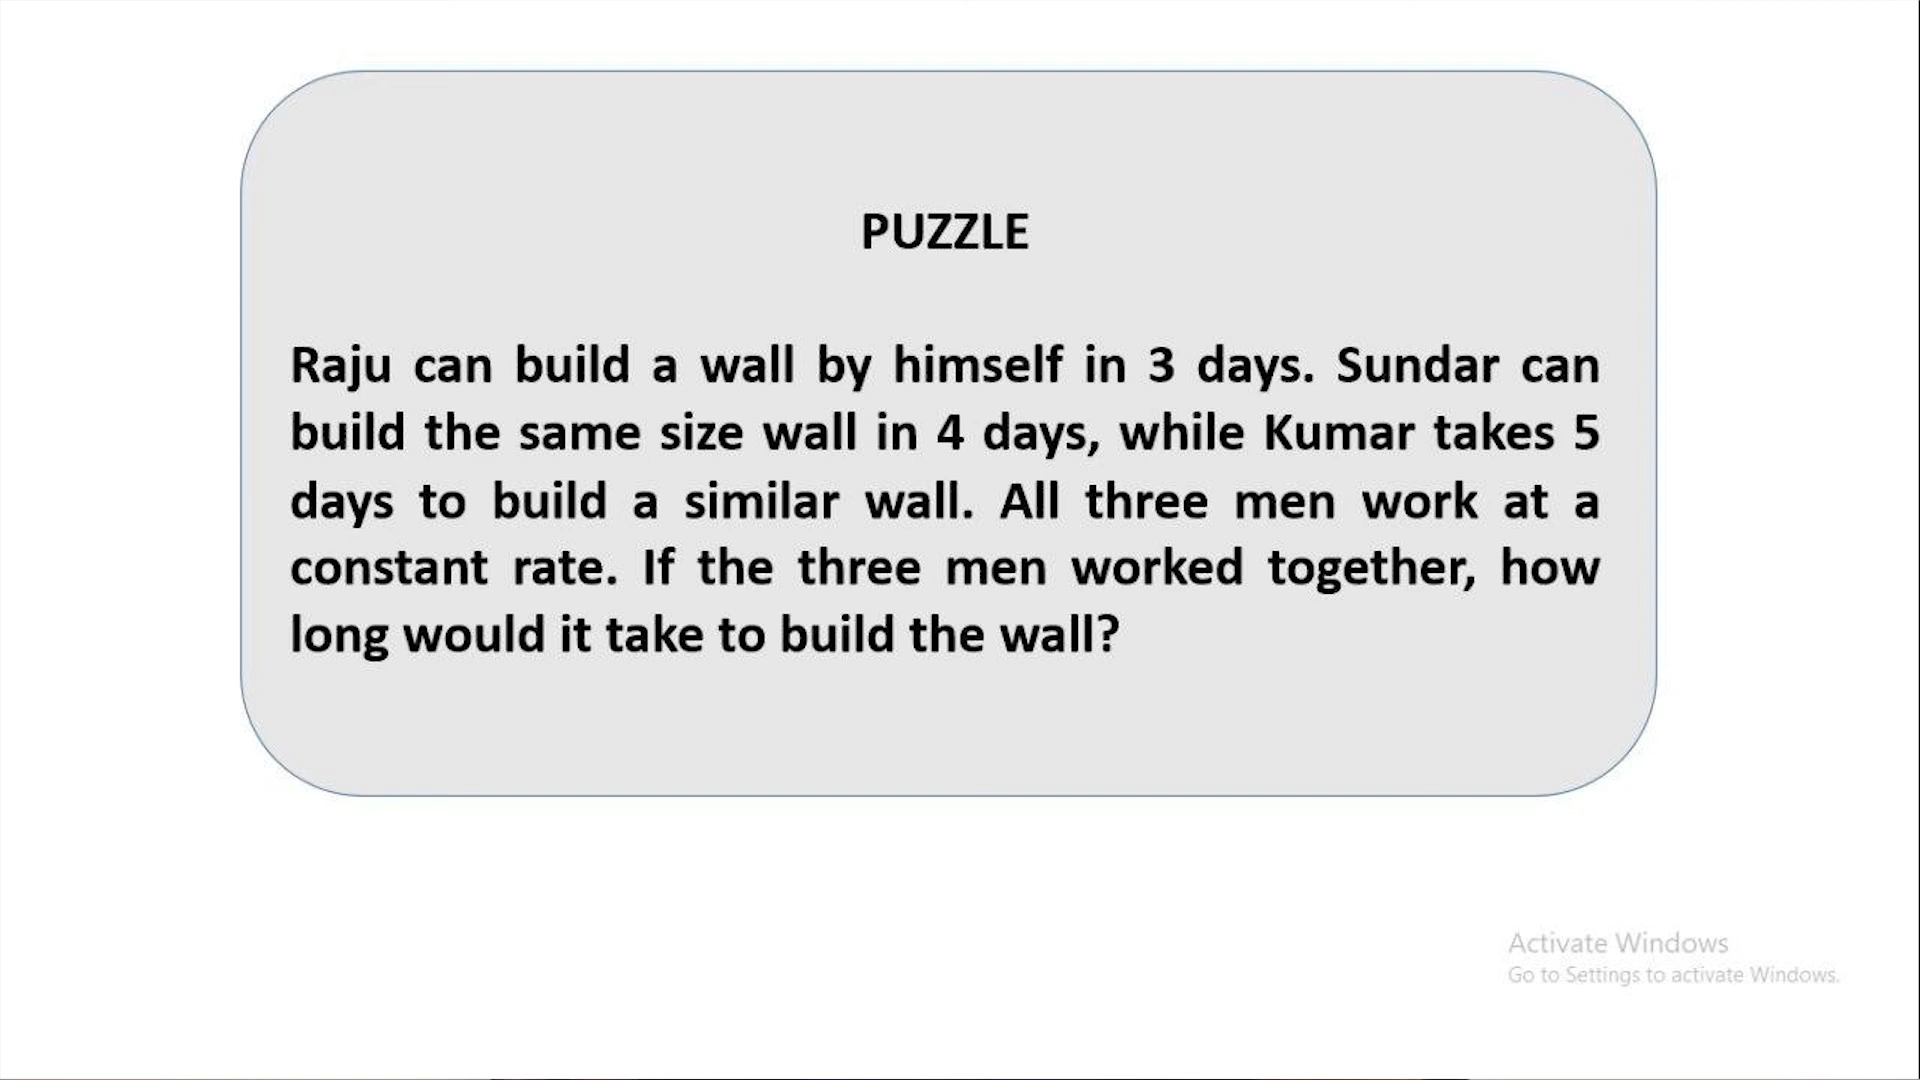 PUZZLE
Raju can build a wall by himself in 3 days. Sundar can
build the same size wall in 4 days, while Kumar takes 5
days to build a similar wall. All three men work at a
constant rate. If the three men worked together, how
long would it take to build the wall?
Activate Windows
Go to Settings to activate Windows.